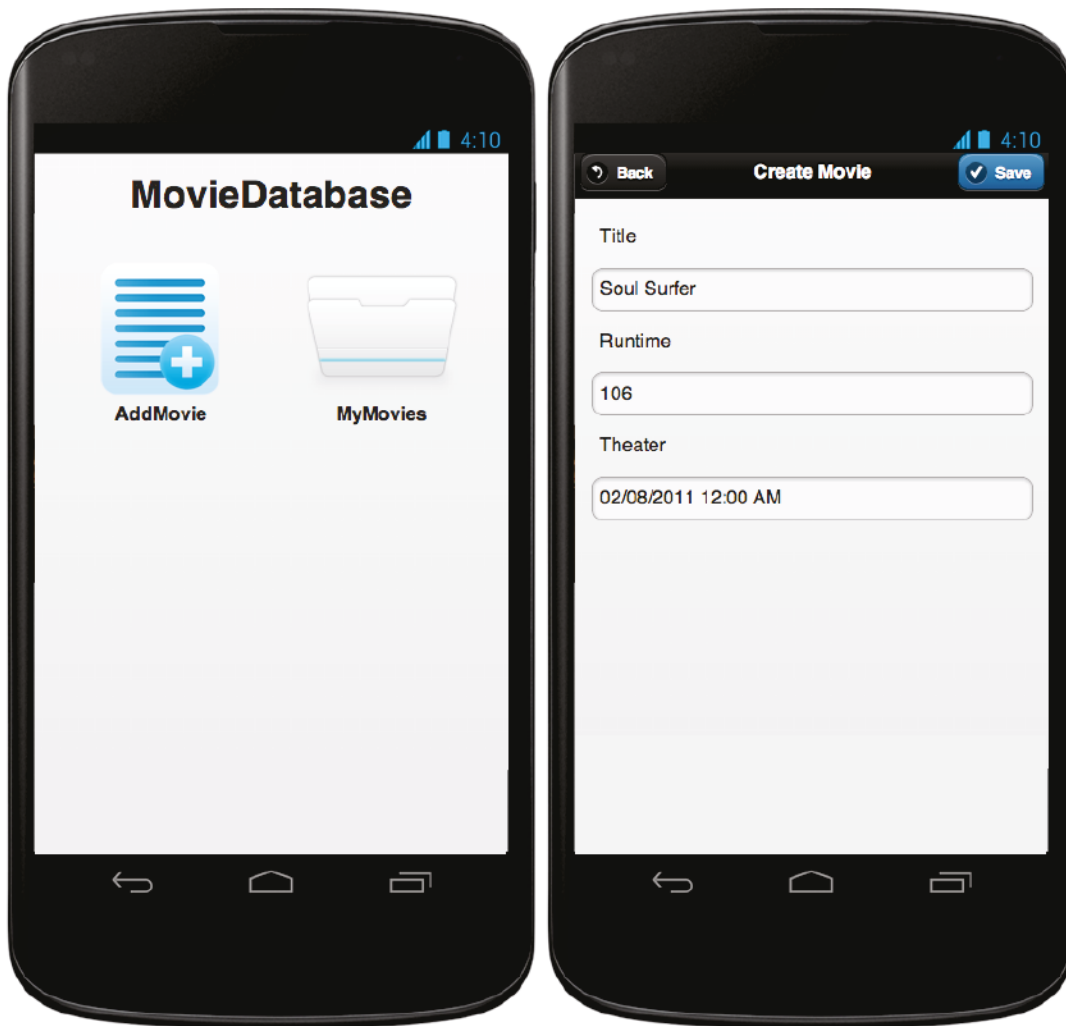 4:10
MovieDatabase
AddMovie
MyMovies
4:10
Back
Create Movie
Save
Title
Soul Surfer
Runtime
106
Theater
02/08/2011 12:00 AM